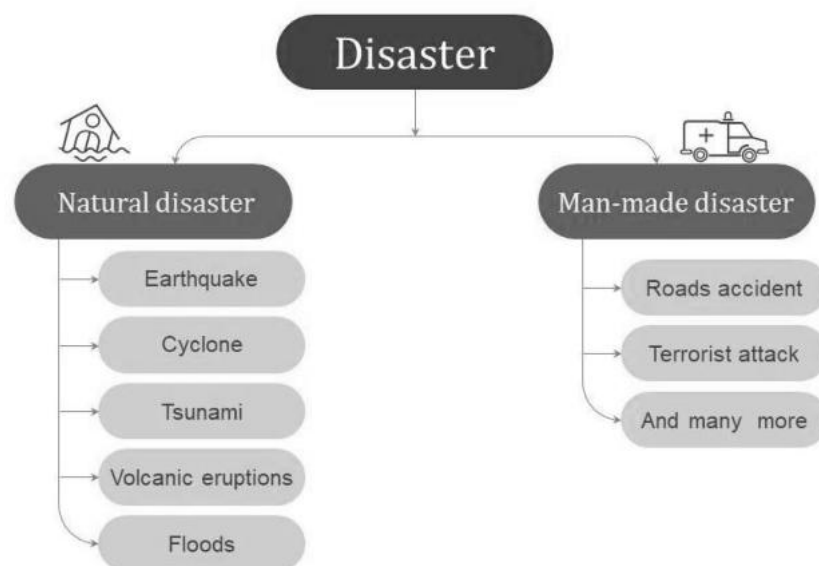 Disaster
Natural disaster
Earthquake
Cyclone
Tsunami
Volcanic eruptions
Floods
Man-made disaster
Roads accident
Terrorist attack
And many more